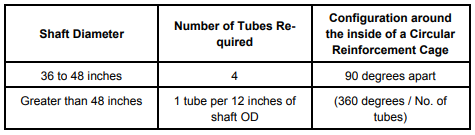 Shaft Diameter
Number of Tubes Re-
quired
Configuration around
the inside of a Circular
Reinforcement Cage
36 to 48 inches
4
90 degrees apart
Greater than 48 inches
1 tube per 12 inches of
shaft OD
(360 degrees / No. of
tubes)